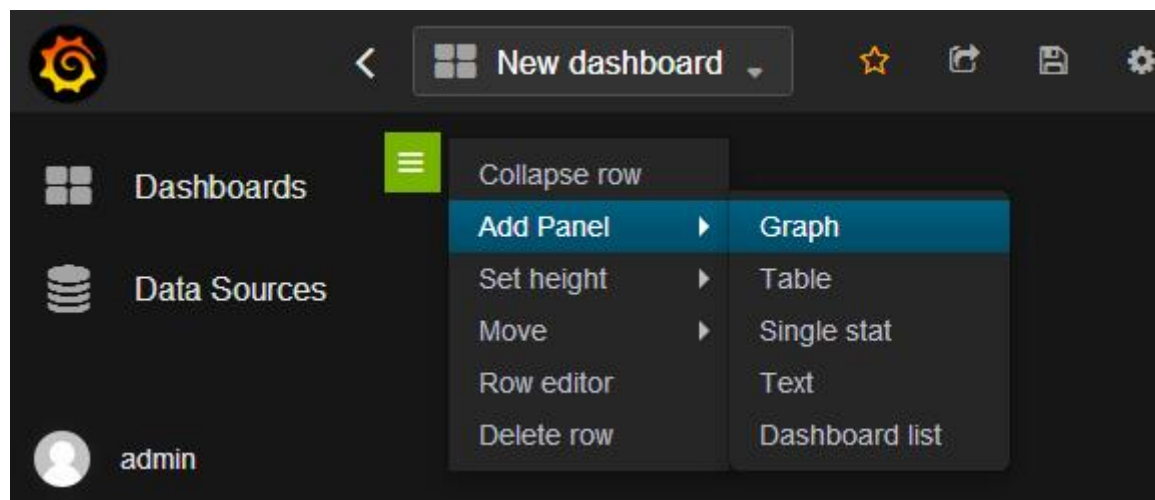 New dashboard
Dashboards
Data Sources
admin
Collapse row
Add Panel
Set height
Move
Row editor
Delete row
Graph
Table
Single stat
Text
Dashboard list